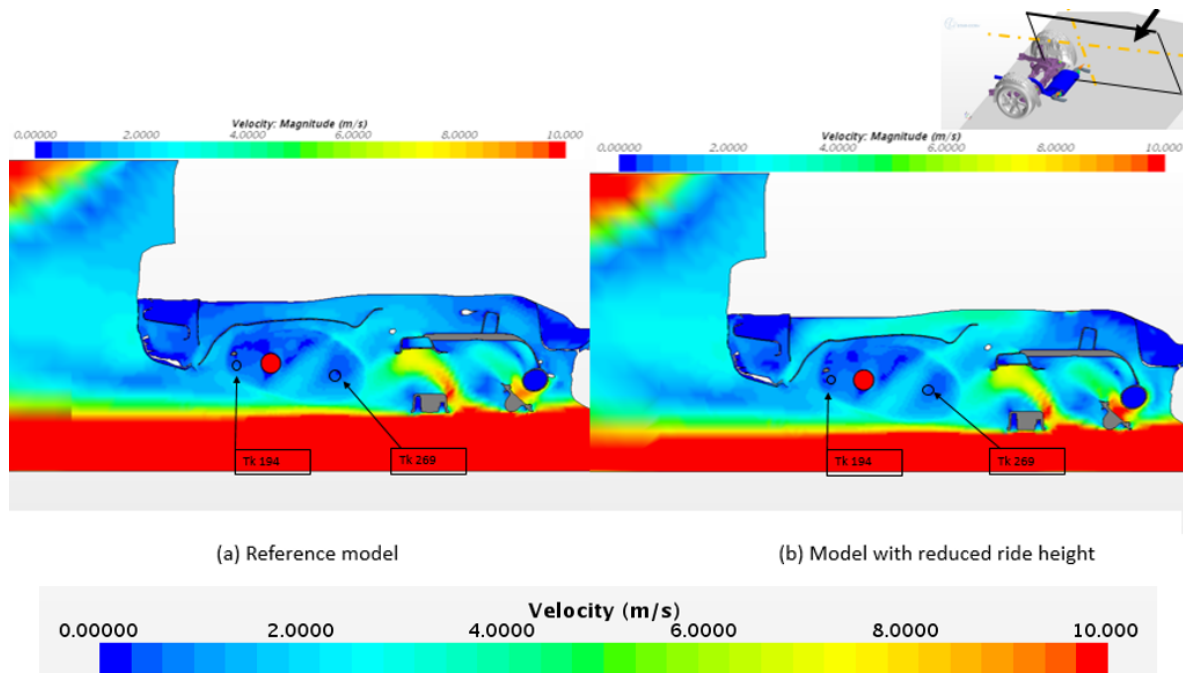 Velocity: Magnitude (m/s)
0.00000 2.0000 4.0000 6.0000 8.0000 10.000
Velocity: Magnitude (m/s)
0.00000 2.0000 4.0000 6.0000 8.0000 10.000
Tk 194
Tk 269
Tk 194
Tk 269
(a) Reference model
(b) Model with reduced ride height
Velocity (m/s)
0.00000 2.0000 4.0000 6.0000 8.0000 10.000